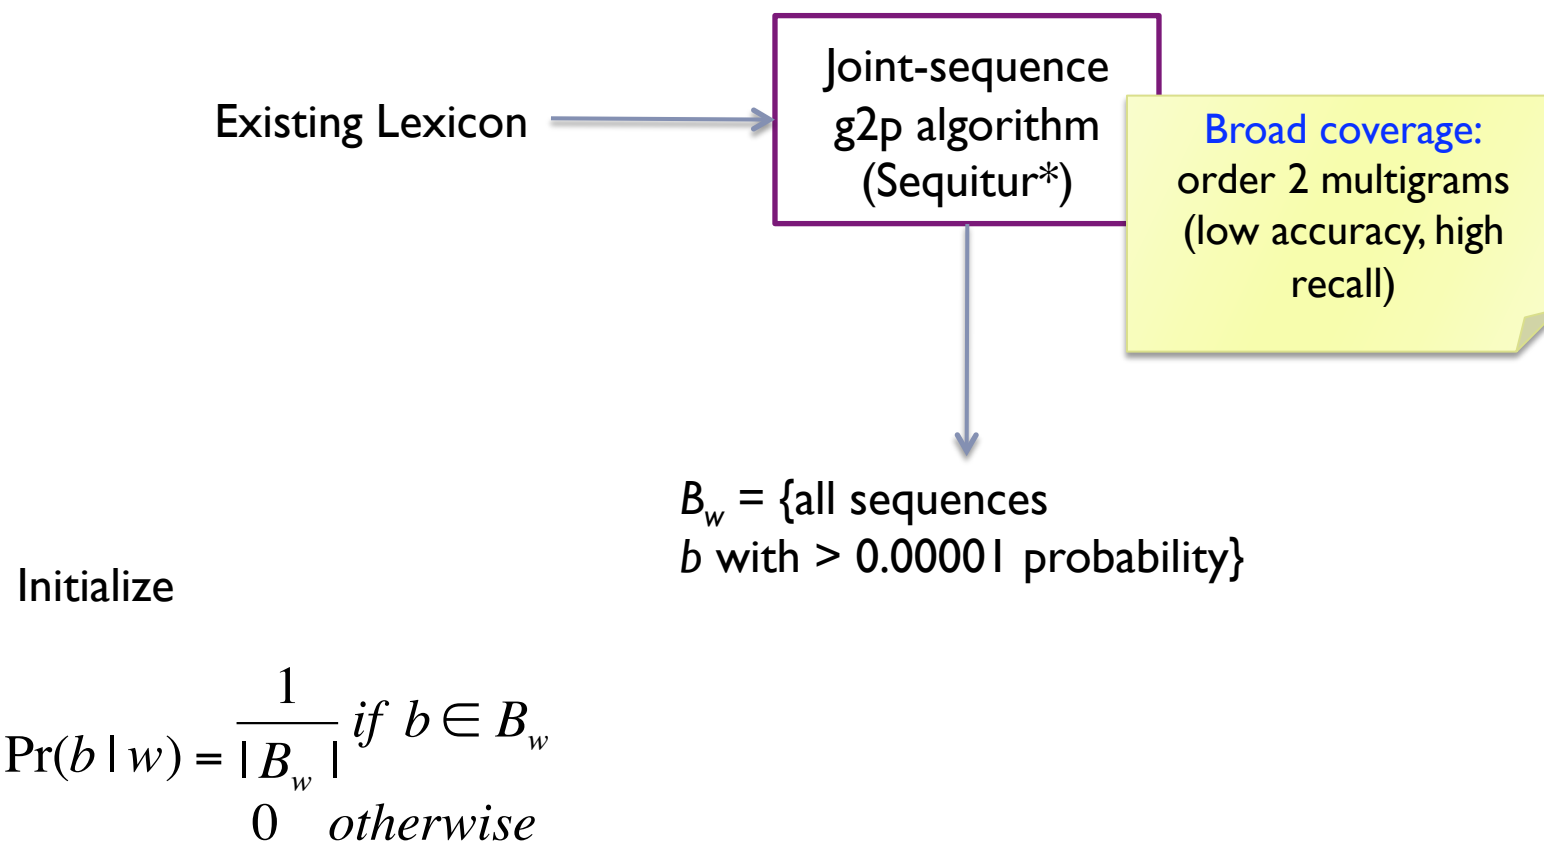 Existing Lexicon
Joint-sequence
g2p algorithm
(Sequitur*)
Broad coverage:
order 2 multigrams
(low accuracy, high
recall)
B_w = {all sequences
b with > 0.00001 probability}
Initialize
Pr(b | w) = 1 / | B_w | if b ∈ B_w
0 otherwise